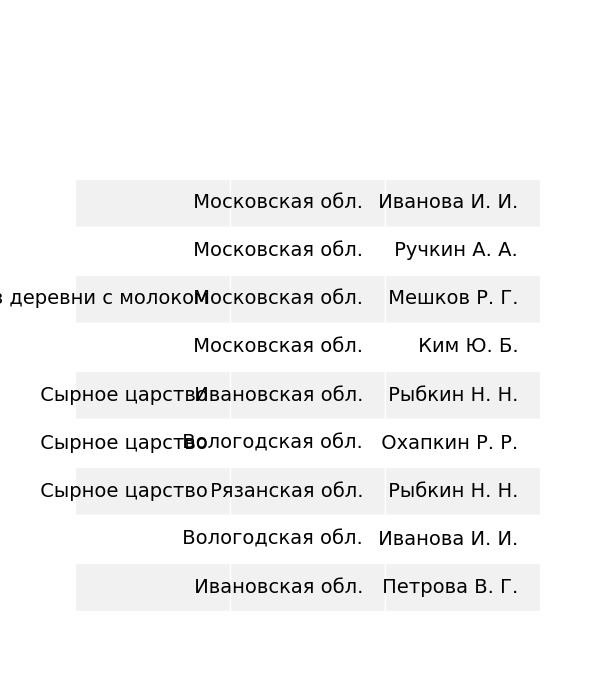 Московская обл. Иванова И. И.
Московская обл. Ручкин А. А.
деревни с молоком Московская обл. Мешков Р. Г.
Московская обл. Ким Ю. Б.
Сырное царство Ивановская обл. Рыбкин Н. Н.
Сырное царство Вологодская обл. Охапкин Р. Р.
Сырное царство Рязанская обл. Рыбкин Н. Н.
Вологодская обл. Иванова И. И.
Ивановская обл. Петрова В. Г.